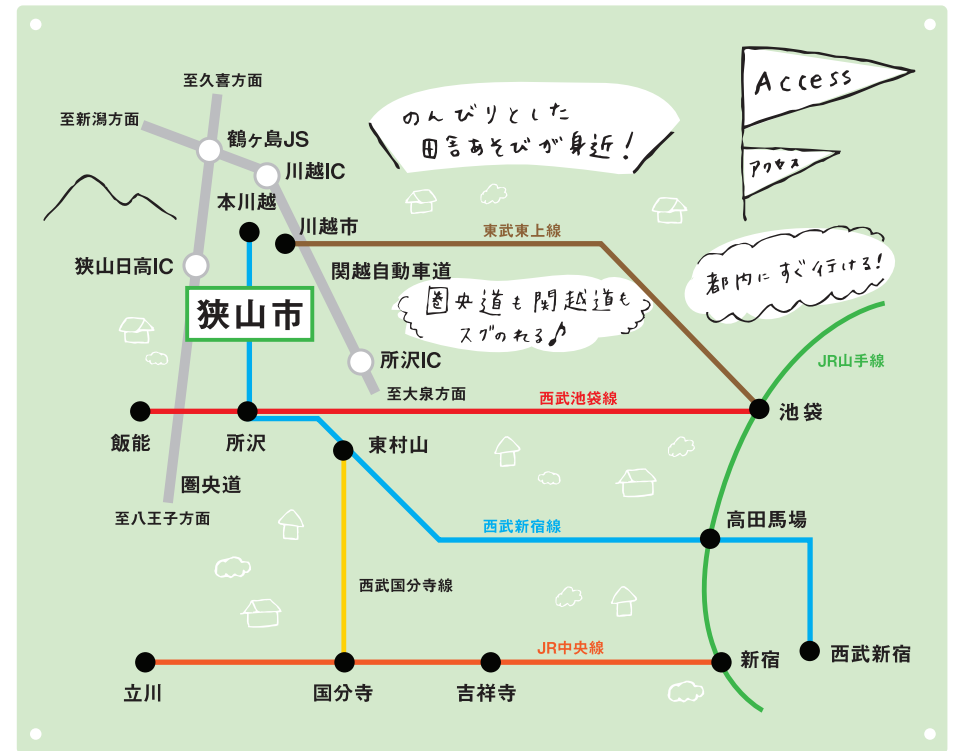 至久喜方面
至新潟方面
鶴ヶ島JS
川越IC
本川越
川越市
狭山日高IC
関越自動車道
狭山市
所沢IC
至大泉方面
のんびりとした
田舎あそびが身近！
Access
アクセス
東武東上線
圏央道も関越道も
スグのれる♪
都内にすぐ行ける！
JR山手線
西武池袋線
池袋
飯能
所沢
東村山
圏央道
至八王子方面
西武新宿線
高田馬場
西武国分寺線
JR中央線
新宿
西武新宿
立川
国分寺
吉祥寺